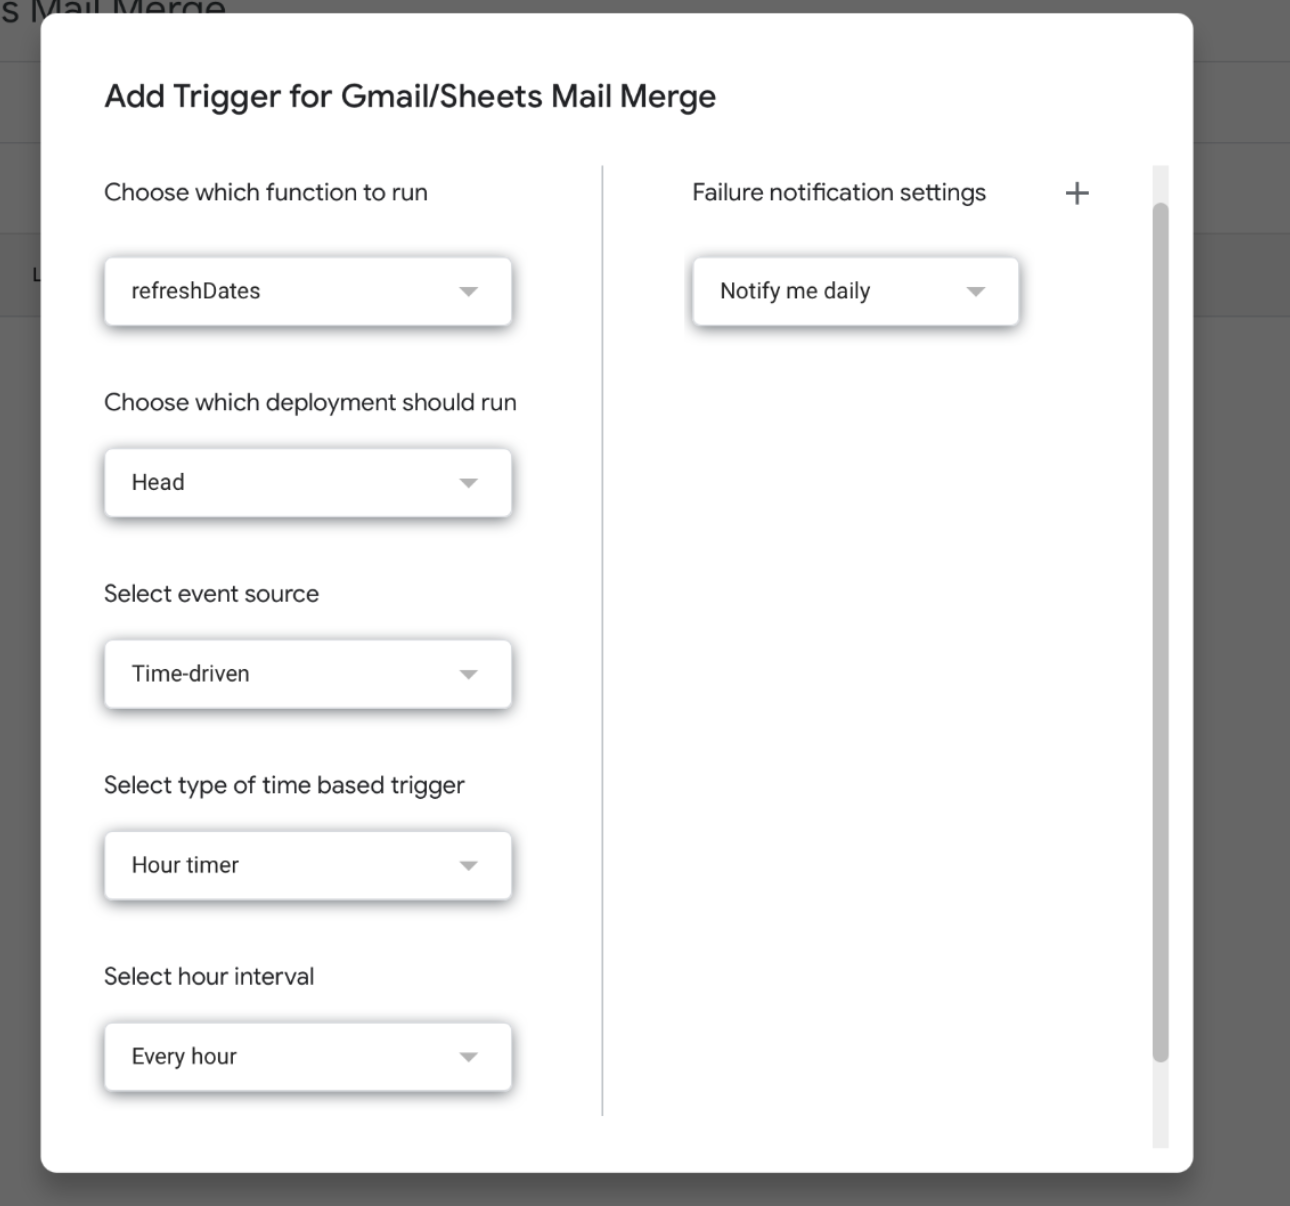 s Mail Merge
Add Trigger for Gmail/Sheets Mail Merge
Choose which function to run
refreshDates
Choose which deployment should run
Head
Select event source
Time-driven
Select type of time based trigger
Hour timer
Select hour interval
Every hour
Failure notification settings
Notify me daily
L